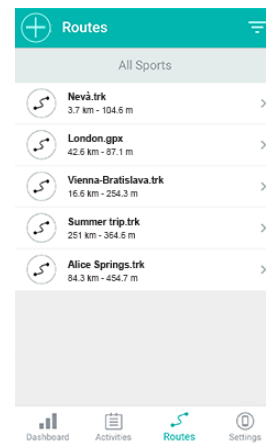 Routes
All Sports
Nevà.trk
3.7 km - 104.6 m
London.gpx
42.6 km - 87.1 m
Vienna-Bratislava.trk
16.6 km - 254.3 m
Summer trip.trk
251 km - 364.6 m
Alice Springs.trk
84.3 km - 454.7 m
Dashboard
Activities
Routes
Settings